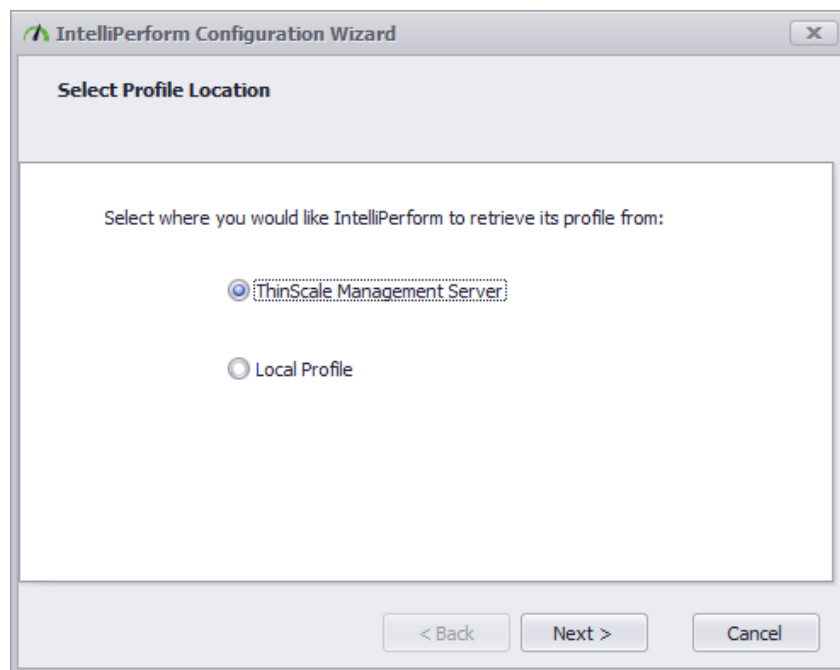 IntelliPerform Configuration Wizard
Select Profile Location
Select where you would like IntelliPerform to retrieve its profile from:
ThinScale Management Server
Local Profile
< Back
Next >
Cancel